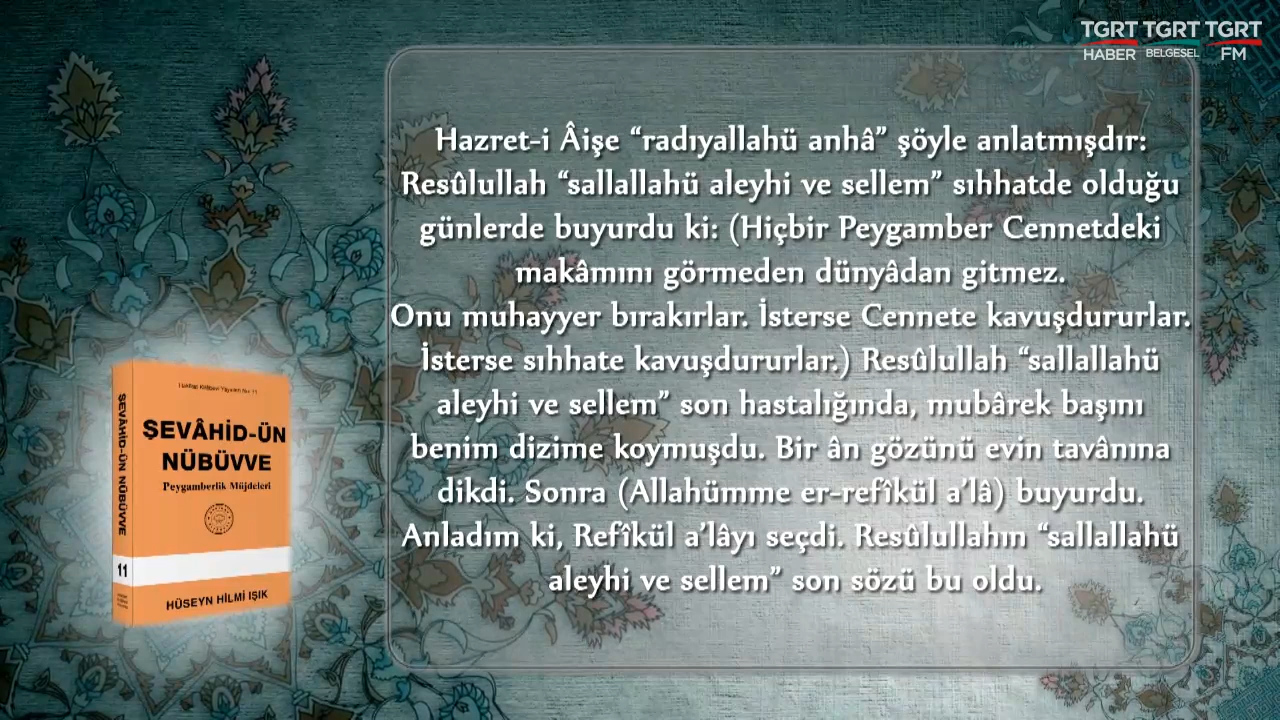 TGRT TGRT TGRT
HABER BELGESEL FM
Hazret-i Âişe “radıyallahü anhâ” şöyle anlatmışdır:
Resûlullah “sallallahü aleyhi ve sellem” sıhhatde olduğu
günlerde buyurdu ki: (Hiçbir Peygamber Cennetdeki
makâmını görmeden dünyâdan gitmez.
Onu muhayyer bırakırlar. İsterse Cennete kavuşdururlar.
İsterse sıhhate kavuşdururlar.) Resûlullah “sallallahü
aleyhi ve sellem” son hastalığında, mubârek başını
benim dizime koymuşdu. Bir ân gözünü evin tavânına
dikdi. Sonra (Allahümme er-refîkül a’lâ) buyurdu.
Anladım ki, Refîkül a’lâyı seçdi. Resûlullahın “sallallahü
aleyhi ve sellem” son sözü bu oldu.
ŞEVÂHİD-ÜN
NÜBÜVVE
Peygamberlik Müjdeleri
HÜSEYN HİLMİ IŞIK
ŞEVÂHİD-ÜN NÜBÜVVE
11